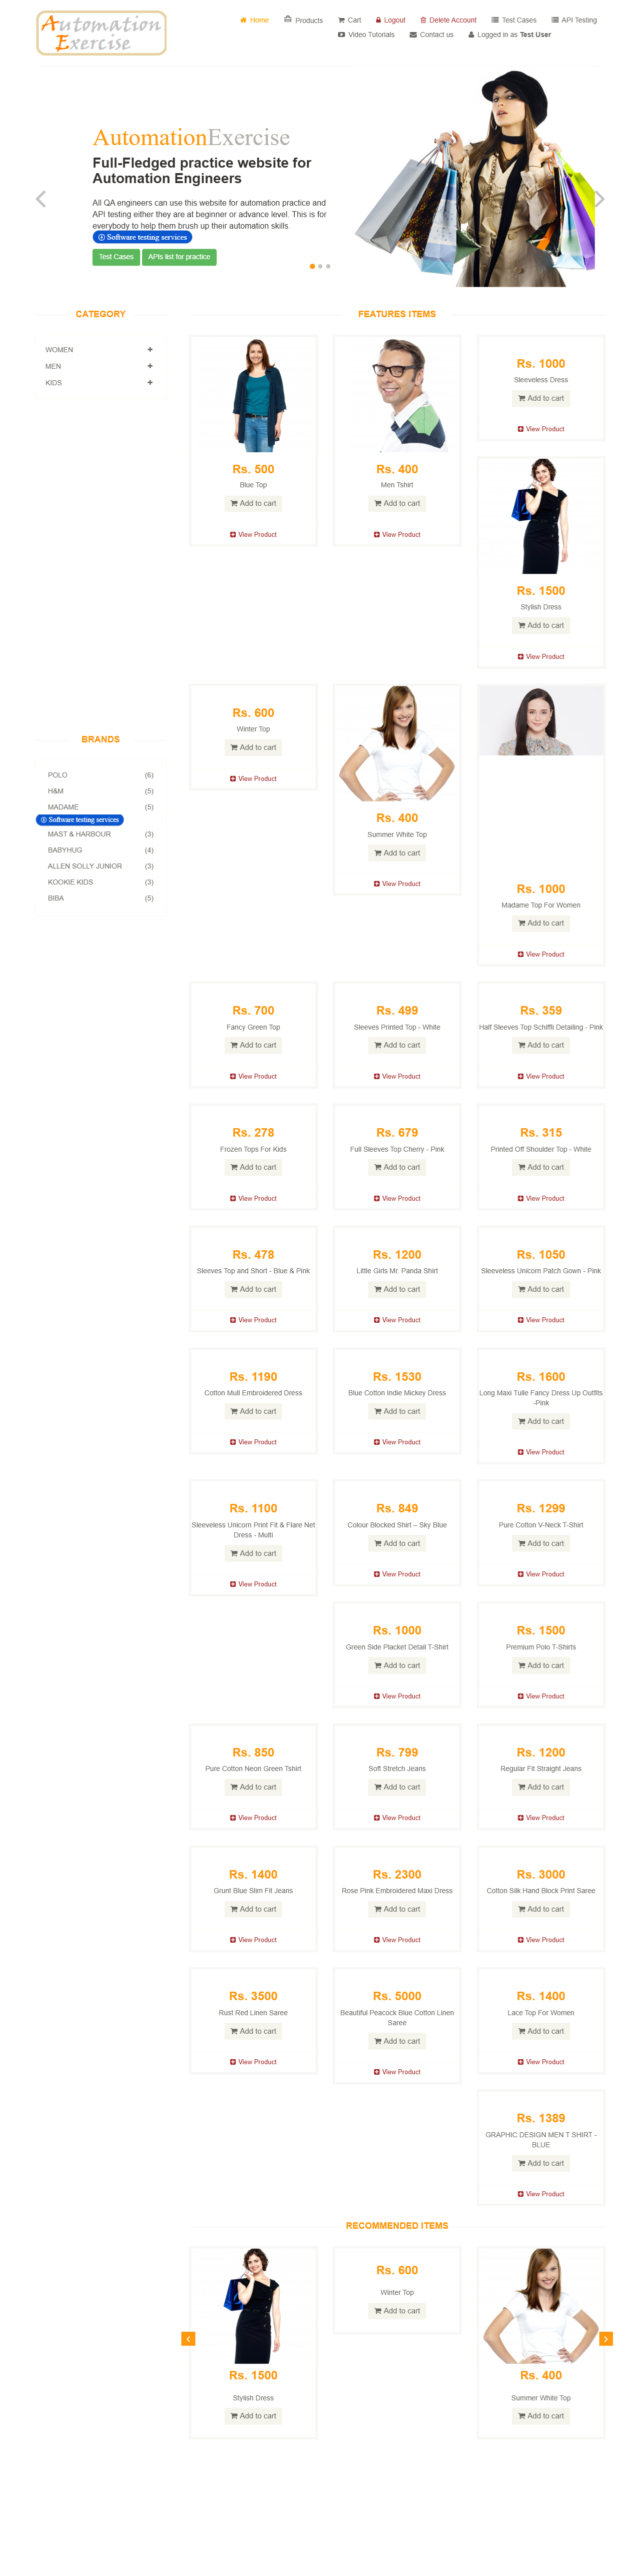 Automation
Exercise
Home
Products
Cart
Logout
Delete Account
Test Cases
API Testing
Video Tutorials
Contact us
Logged in as Test User
AutomationExercise
Full-Fledged practice website for
Automation Engineers
All QA engineers can use this website for automation practice and
API testing either they are at beginner or advance level. This is for
everybody to help them brush up their automation skills.
Software testing services
Test Cases
APIs list for practice
CATEGORY
WOMEN
MEN
KIDS
BRANDS
POLO (6)
H&M (5)
MADAME (5)
Software testing services
MAST & HARBOUR (3)
BABYHUG (4)
ALLEN SOLLY JUNIOR (3)
KOOKIE KIDS (3)
BIBA (5)
FEATURES ITEMS
Rs. 500
Blue Top
Add to cart
View Product
Rs. 400
Men Tshirt
Add to cart
View Product
Rs. 1000
Sleeveless Dress
Add to cart
View Product
Rs. 1500
Stylish Dress
Add to cart
View Product
Rs. 600
Winter Top
Add to cart
View Product
Rs. 400
Summer White Top
Add to cart
View Product
Rs. 1000
Madame Top For Women
Add to cart
View Product
Rs. 700
Fancy Green Top
Add to cart
View Product
Rs. 499
Sleeves Printed Top - White
Add to cart
View Product
Rs. 359
Half Sleeves Top Schiffli Detailing - Pink
Add to cart
View Product
Rs. 278
Frozen Tops For Kids
Add to cart
View Product
Rs. 679
Full Sleeves Top Cherry - Pink
Add to cart
View Product
Rs. 315
Printed Off Shoulder Top - White
Add to cart
View Product
Rs. 478
Sleeves Top and Short - Blue & Pink
Add to cart
View Product
Rs. 1200
Little Girls Mr. Panda Shirt
Add to cart
View Product
Rs. 1050
Sleeveless Unicorn Patch Gown - Pink
Add to cart
View Product
Rs. 1190
Cotton Mull Embroidered Dress
Add to cart
View Product
Rs. 1530
Blue Cotton Indie Mickey Dress
Add to cart
View Product
Rs. 1600
Long Maxi Tulle Fancy Dress Up Outfits
-Pink
Add to cart
View Product
Rs. 1100
Sleeveless Unicorn Print Fit & Flare Net
Dress - Multi
Add to cart
View Product
Rs. 849
Colour Blocked Shirt – Sky Blue
Add to cart
View Product
Rs. 1299
Pure Cotton V-Neck T-Shirt
Add to cart
View Product
Rs. 1000
Green Side Placket Detail T-Shirt
Add to cart
View Product
Rs. 1500
Premium Polo T-Shirts
Add to cart
View Product
Rs. 850
Pure Cotton Neon Green Tshirt
Add to cart
View Product
Rs. 799
Soft Stretch Jeans
Add to cart
View Product
Rs. 1200
Regular Fit Straight Jeans
Add to cart
View Product
Rs. 1400
Grunt Blue Slim Fit Jeans
Add to cart
View Product
Rs. 2300
Rose Pink Embroidered Maxi Dress
Add to cart
View Product
Rs. 3000
Cotton Silk Hand Block Print Saree
Add to cart
View Product
Rs. 3500
Rust Red Linen Saree
Add to cart
View Product
Rs. 5000
Beautiful Peacock Blue Cotton Linen
Saree
Add to cart
View Product
Rs. 1400
Lace Top For Women
Add to cart
View Product
Rs. 1389
GRAPHIC DESIGN MEN T SHIRT -
BLUE
Add to cart
View Product
RECOMMENDED ITEMS
Rs. 1500
Stylish Dress
Add to cart
Rs. 600
Winter Top
Add to cart
Rs. 400
Summer White Top
Add to cart